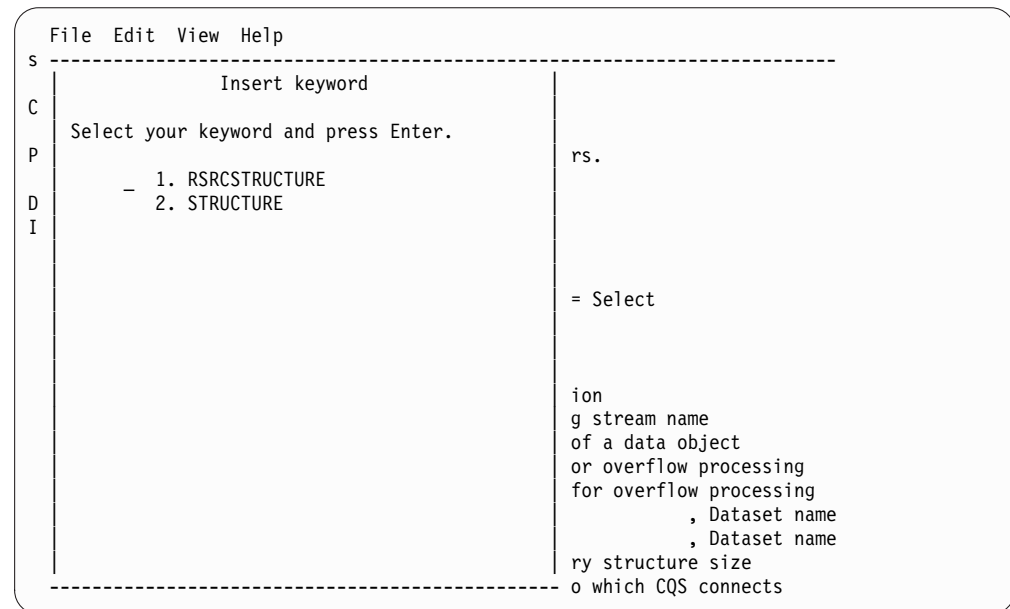 File Edit View Help
s --------------------------------------------------------------------------
Insert keyword
C
Select your keyword and press Enter.
P rs.
_ 1. RSRCSTRUCTURE
D 2. STRUCTURE
I
= Select
ion
g stream name
of a data object
or overflow processing
for overflow processing
, Dataset name
, Dataset name
ry structure size
------------------------------------------------ o which CQS connects